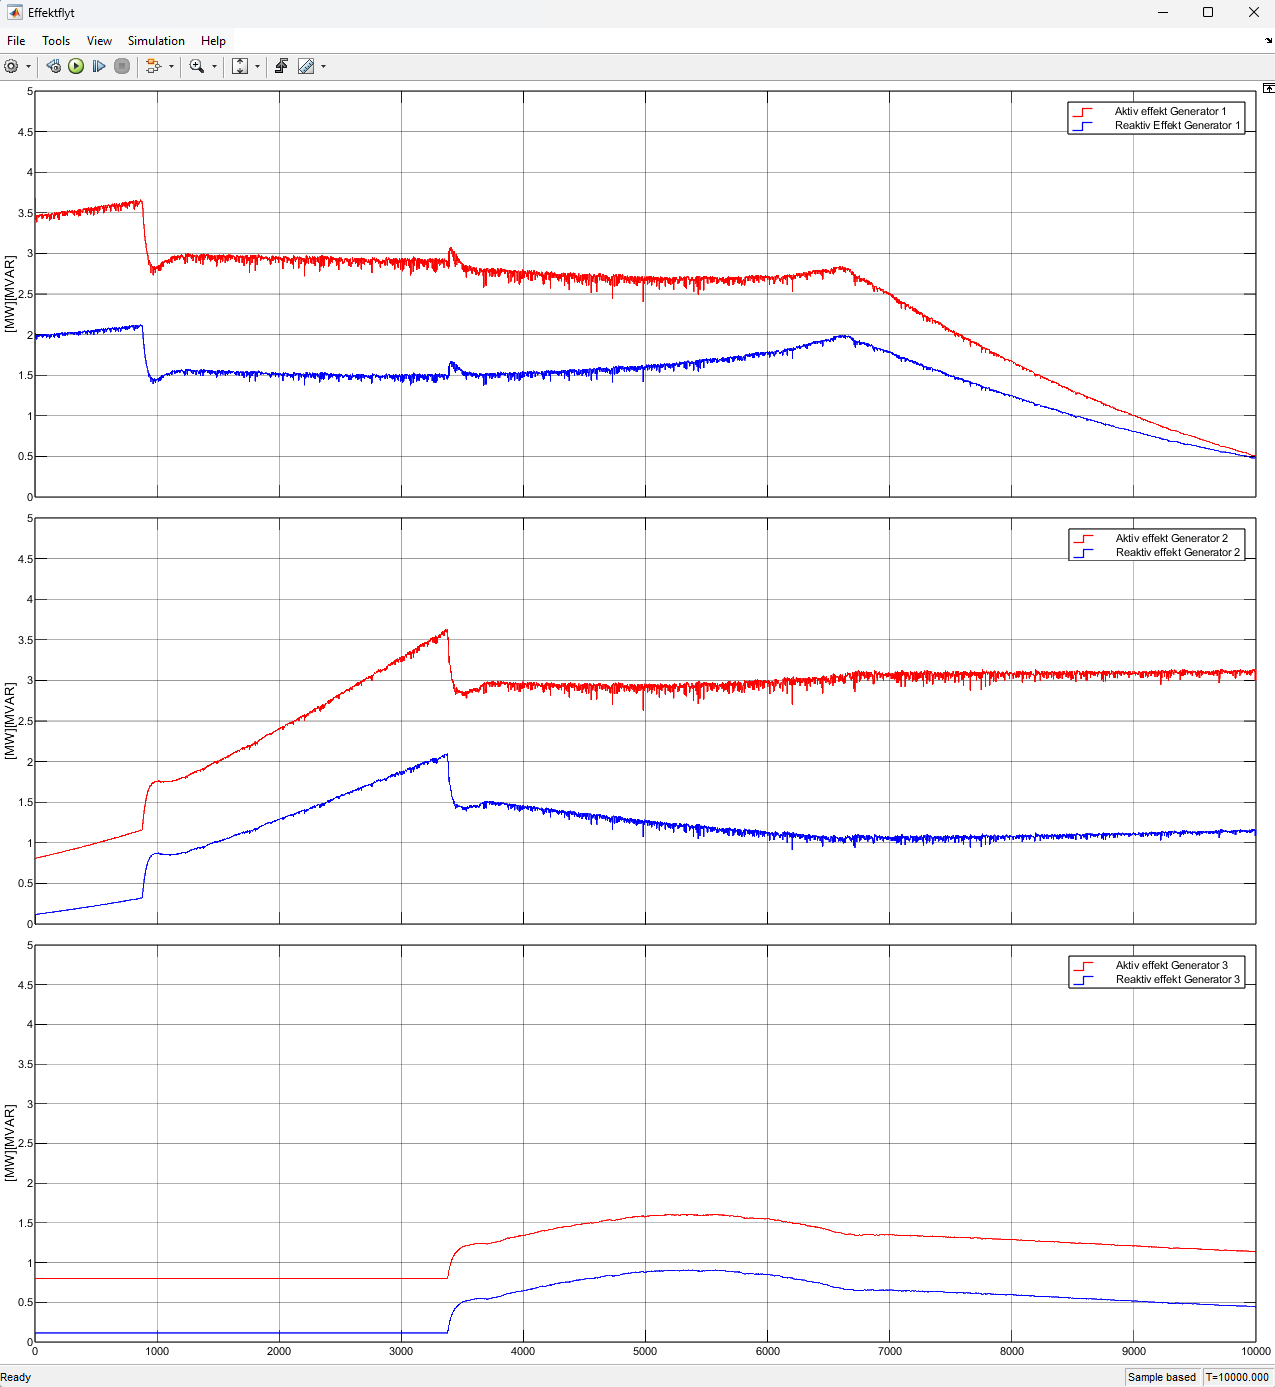 Effektflyt
File Tools View Simulation Help
5
4.5
4
3.5
3
2.5
2
1.5
1
0.5
0
[MW][MVAR]
Aktiv effekt Generator 1
Reaktiv Effekt Generator 1
5
4.5
4
3.5
3
2.5
2
1.5
1
0.5
0
[MW][MVAR]
Aktiv effekt Generator 2
Reaktiv effekt Generator 2
5
4.5
4
3.5
3
2.5
2
1.5
1
0.5
0
[MW][MVAR]
Aktiv effekt Generator 3
Reaktiv effekt Generator 3
0 1000 2000 3000 4000 5000 6000 7000 8000 9000 10000
Ready
Sample based T=10000.000